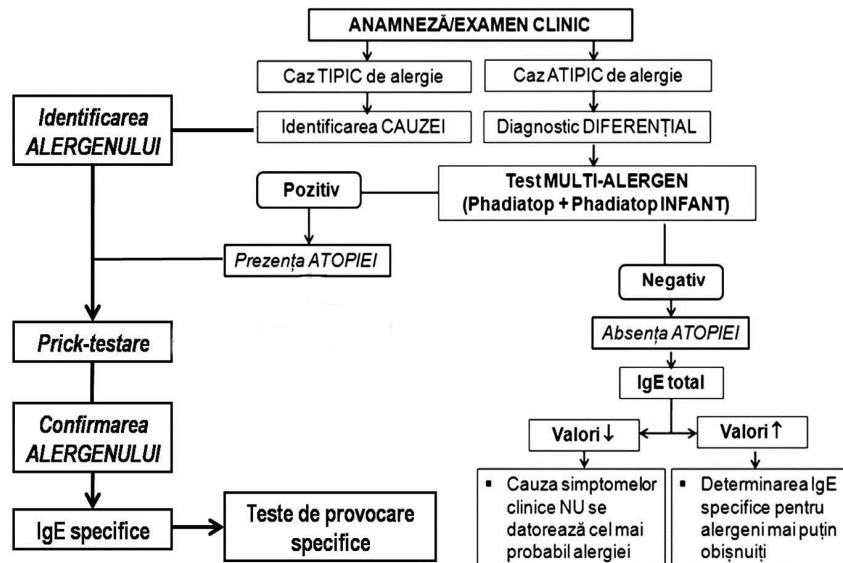 ANAMNEZĂ/EXAMEN CLINIC
Caz TIPIC de alergie
Caz ATIPIC de alergie
Identificarea
ALERGENULUI
Identificarea CAUZEI
Diagnostic DIFERENȚIAL
Pozitiv
Test MULTI-ALERGEN
(Phadiatop + Phadiatop INFANT)
Prezența ATOPIEI
Negativ
Absența ATOPIEI
Prick-testare
IgE total
Confirmarea
ALERGENULUI
Valori ↓
Valori ↑
IgE specifice
Teste de provocare
specifice
▪ Cauza simptomelor
clinice NU se
datorează cel mai
probabil alergiei
▪ Determinarea IgE
specifice pentru
alergeni mai puțin
obișnuiți